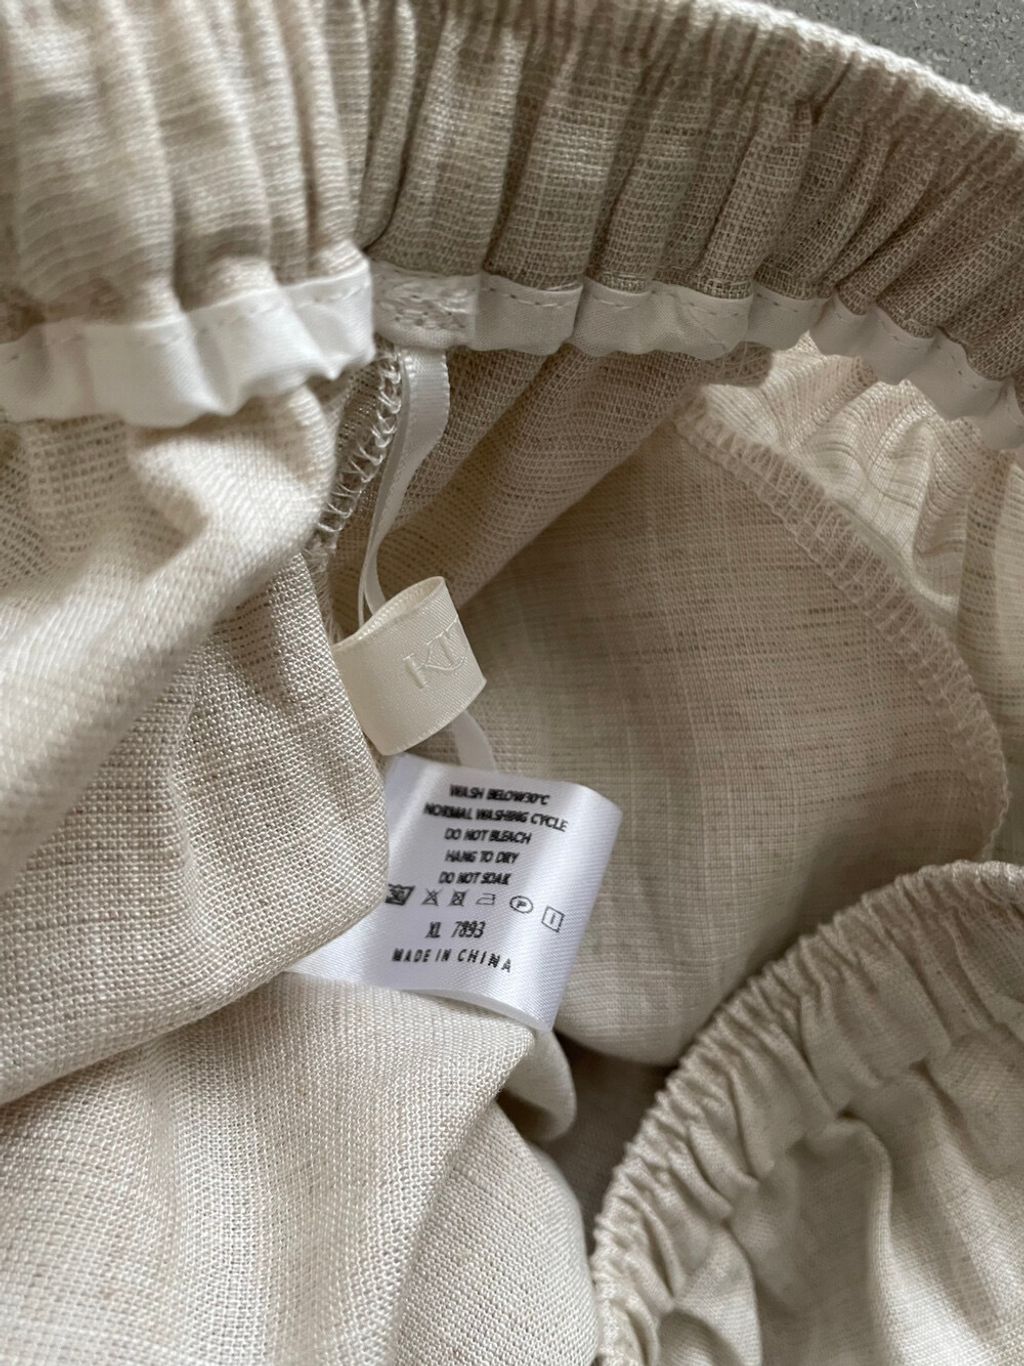 WASH BELOW30°C
NORMAL WASHING CYCLE
DO NOT BLEACH
HANG TO DRY
DO NOT SOAK
P
XL 7893
MADE IN CHINA